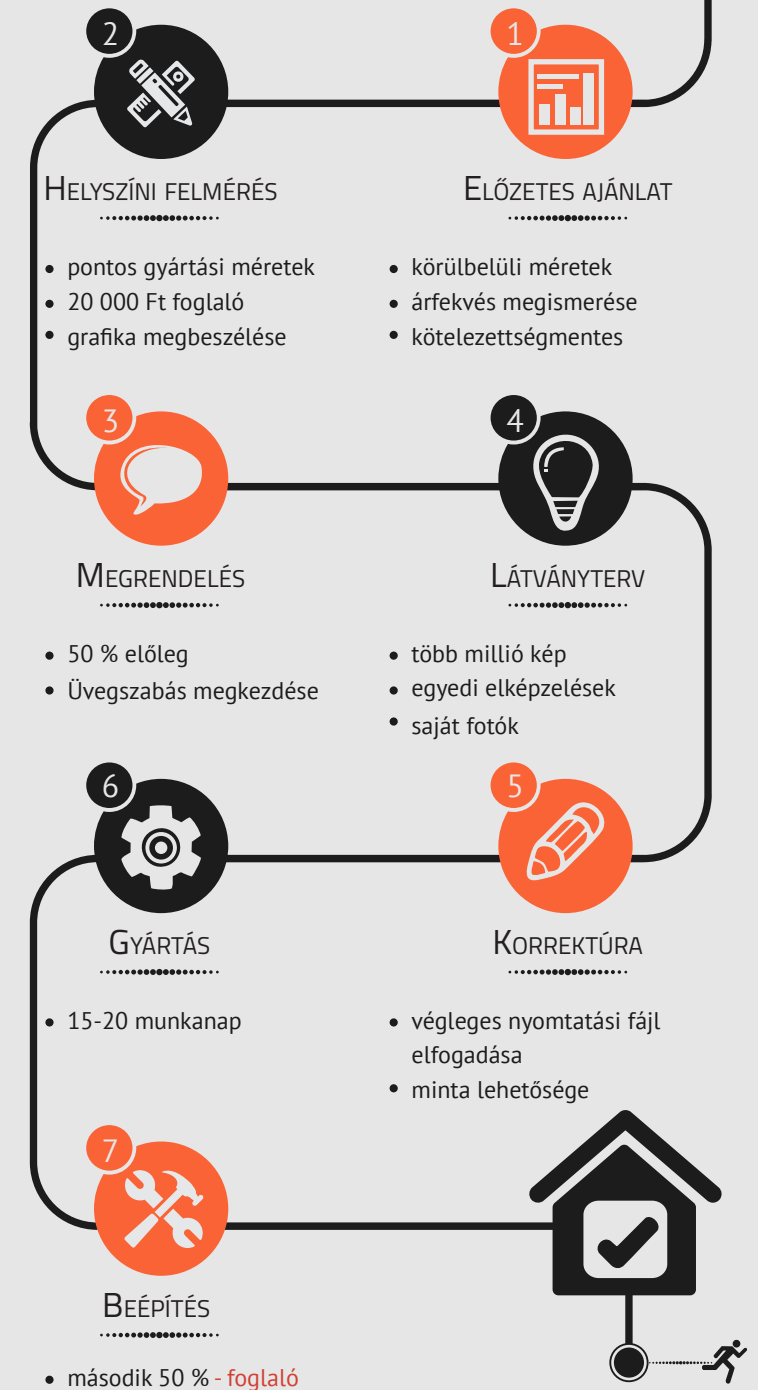 1
Előzetes ajánlat
körülbelüli méretek
árfekvés megismerése
kötelezettségmentes
2
Helyszíni felmérés
pontos gyártási méretek
20 000 Ft foglaló
grafika megbeszélése
3
Megrendelés
50 % előleg
Üvegszabás megkezdése
4
Látványterv
több millió kép
egyedi elképzelések
saját fotók
5
Korrektúra
végleges nyomtatási fájl
elfogadása
minta lehetősége
6
Gyártás
15-20 munkanap
7
Beépítés
második 50 % - foglaló